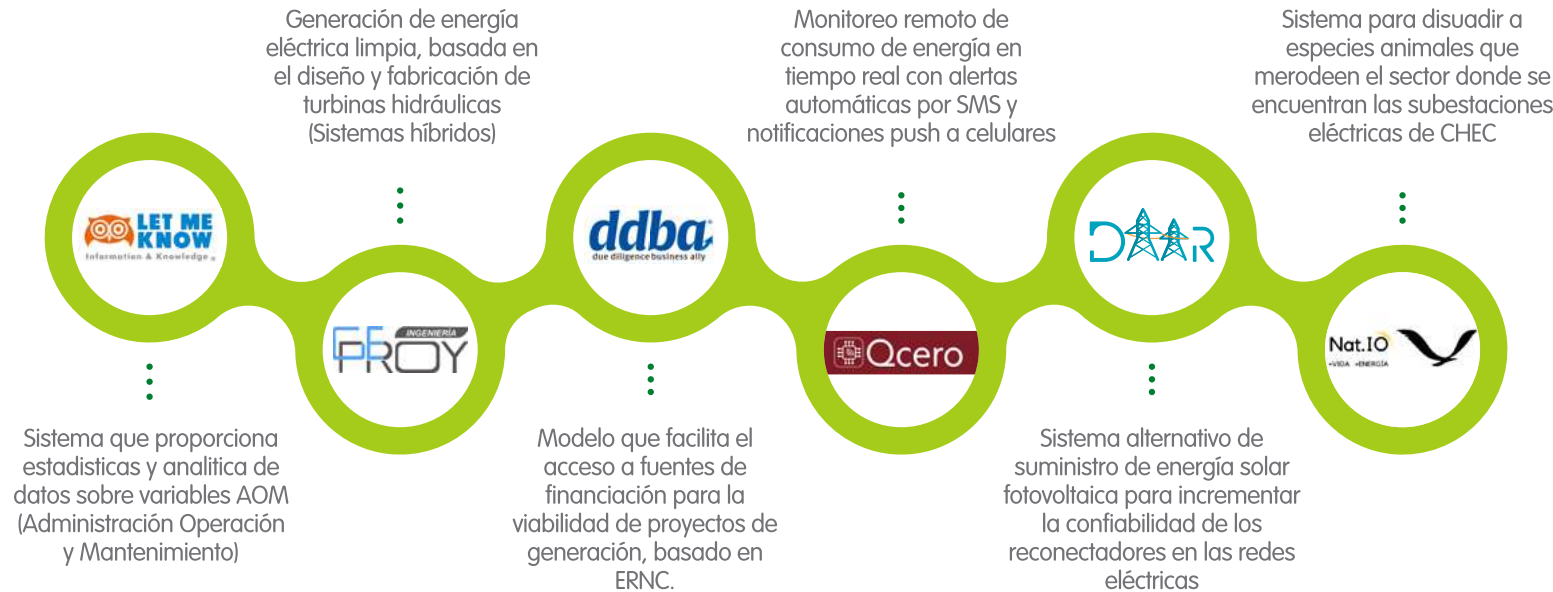 Generación de energía
eléctrica limpia, basada en
el diseño y fabricación de
turbinas hidráulicas
(Sistemas híbridos)
Monitoreo remoto de
consumo de energía en
tiempo real con alertas
automáticas por SMS y
notificaciones push a celulares
Sistema para disuadir a
especies animales que
merodeen el sector donde se
encuentran las subestaciones
eléctricas de CHEC
LET ME
KNOW
Information & Knowledge
INGENIERÍA
PROY
ddba
due diligence business ally
Qcero
DAAR
Nat.IO
+VIDA +ENERGÍA
Sistema que proporciona
estadisticas y analitica de
datos sobre variables AOM
(Administración Operación
y Mantenimiento)
Modelo que facilita el
acceso a fuentes de
financiación para la
viabilidad de proyectos de
generación, basado en
ERNC.
Sistema alternativo de
suministro de energía solar
fotovoltaica para incrementar
la confiabilidad de los
reconectadores en las redes
eléctricas